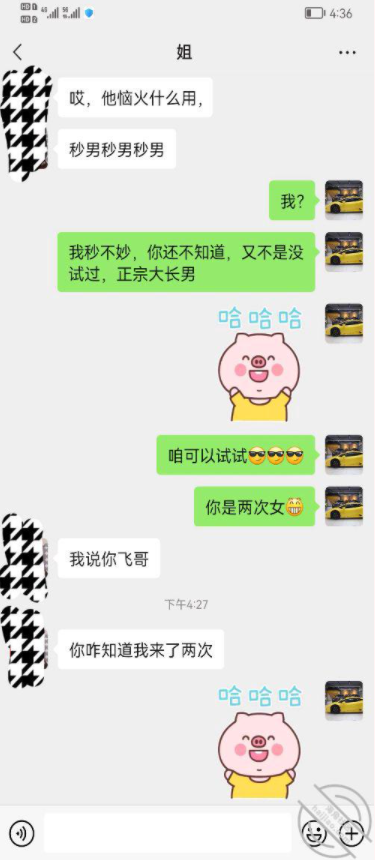 4:36
姐
哎，他恼火什么用，
秒男秒男秒男
我?
我秒不妙，你还不知道，又不是没
试过，正宗大长男
哈哈哈
咱可以试试
你是两次女
我说你飞哥
下午4:27
你咋知道我来了两次
哈哈哈